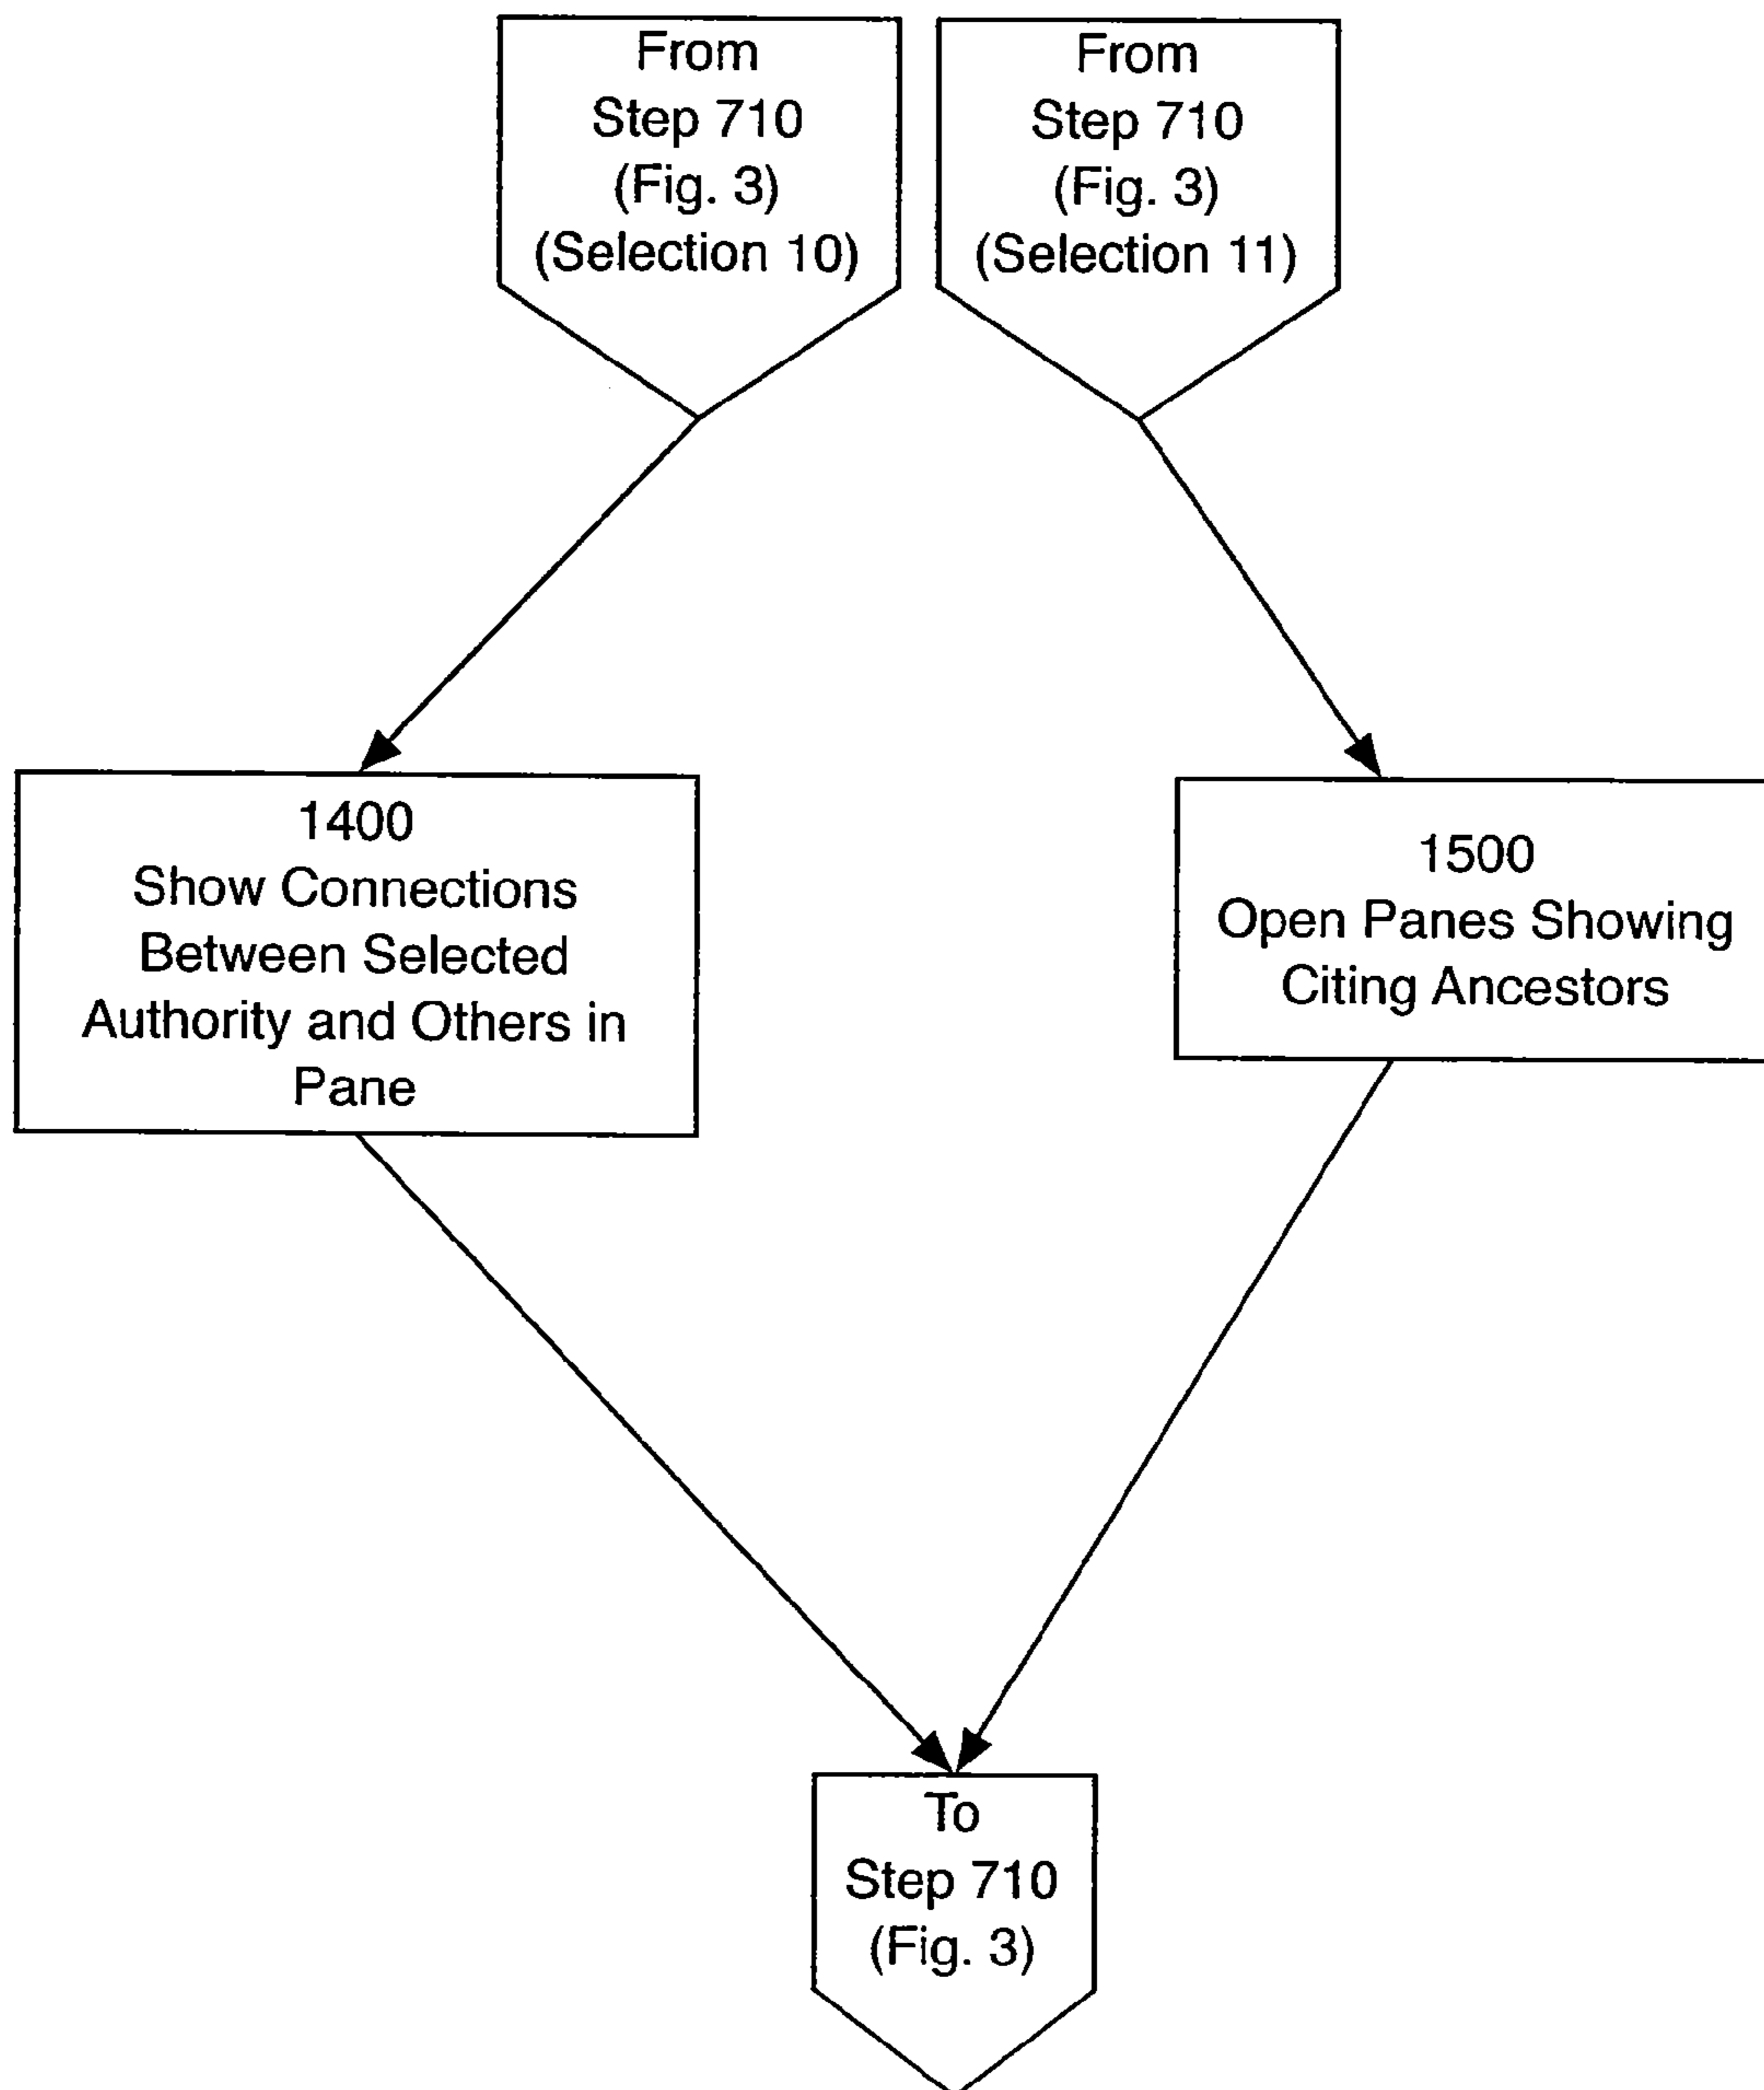 From
Step 710
(Fig. 3)
(Selection 10)
From
Step 710
(Fig. 3)
(Selection 11)
1400
Show Connections
Between Selected
Authority and Others in
Pane
1500
Open Panes Showing
Citing Ancestors
To
Step 710
(Fig. 3)